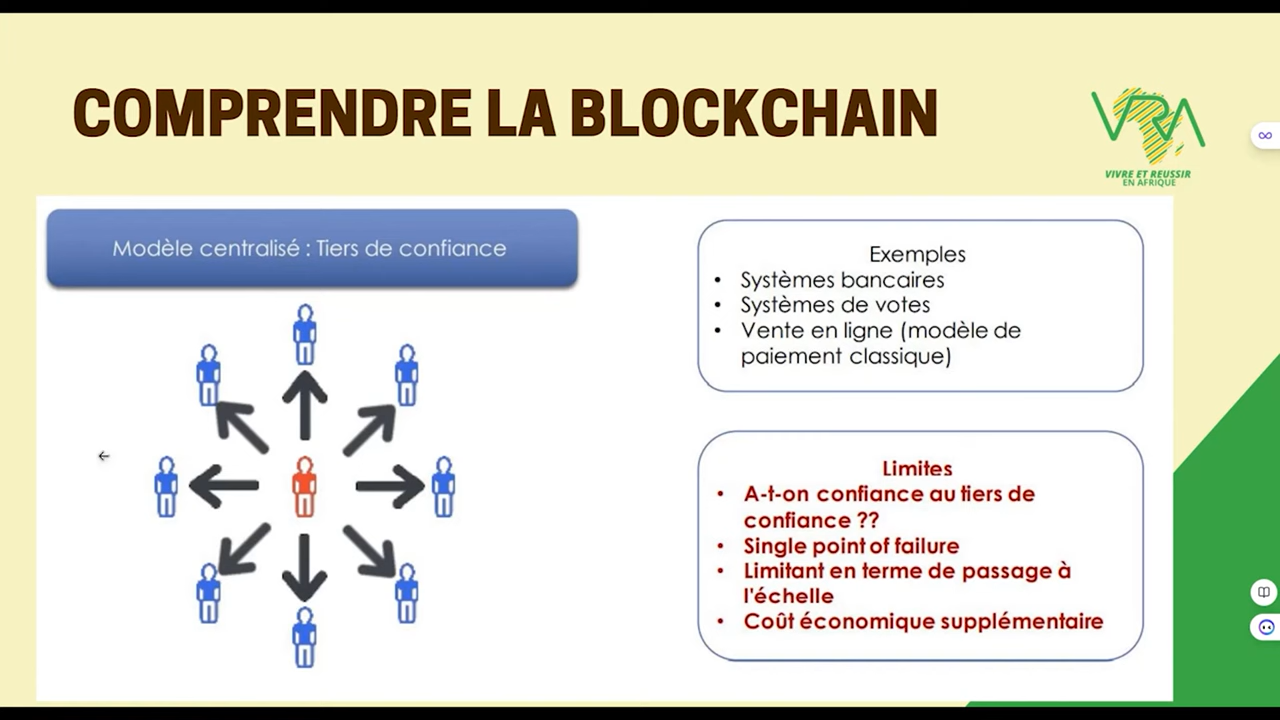 COMPRENDRE LA BLOCKCHAIN
VRA
VIVRE ET REUSSIR
EN AFRIQUE
Modèle centralisé : Tiers de confiance
Exemples
• Systèmes bancaires
• Systèmes de votes
• Vente en ligne (modèle de
paiement classique)
Limites
• A-t-on confiance au tiers de
confiance ??
• Single point of failure
• Limitant en terme de passage à
l'échelle
• Coût économique supplémentaire